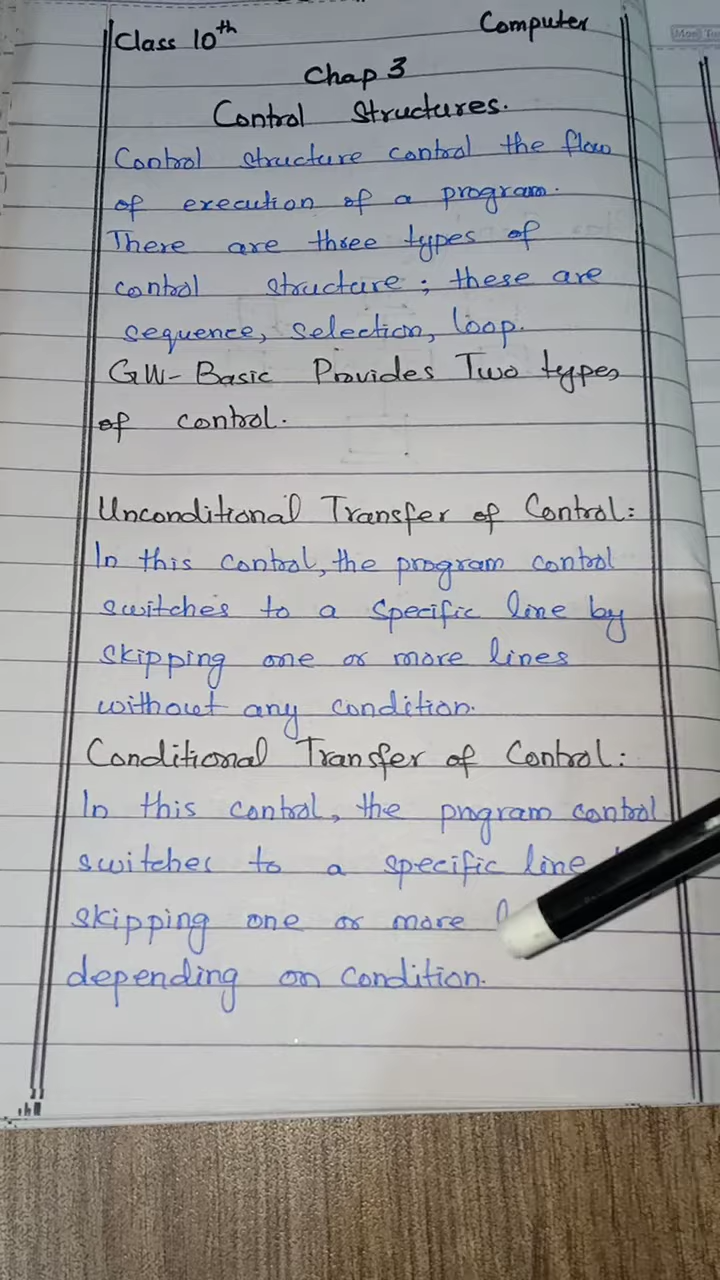 Class 10th Computer
Mon Tu
Chap 3
Control Structures.
Control structure control the flow
of execution of a program.
There are three types of
control structure; these are
sequence, selection, loop.
GW-Basic Provides Two types
of control.
Unconditional Transfer of Control:
In this control, the program control
switches to a specific line by
skipping one or more lines
without any condition.
Conditional Transfer of Control:
In this control, the program control
switches to a specific line
skipping one or more
depending on condition.